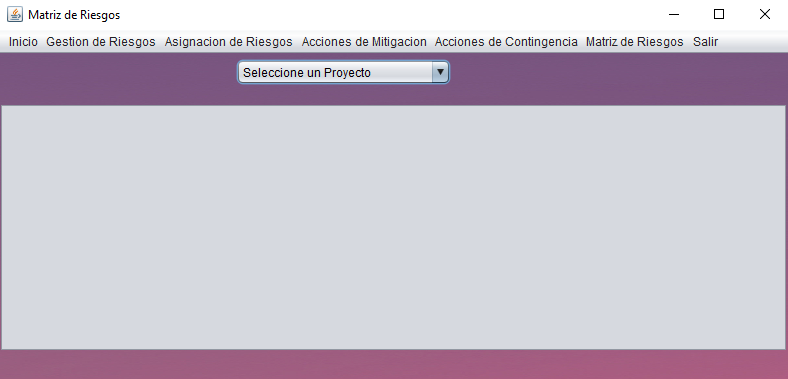 Matriz de Riesgos
Inicio Gestion de Riesgos Asignacion de Riesgos Acciones de Mitigacion Acciones de Contingencia Matriz de Riesgos Salir
Seleccione un Proyecto